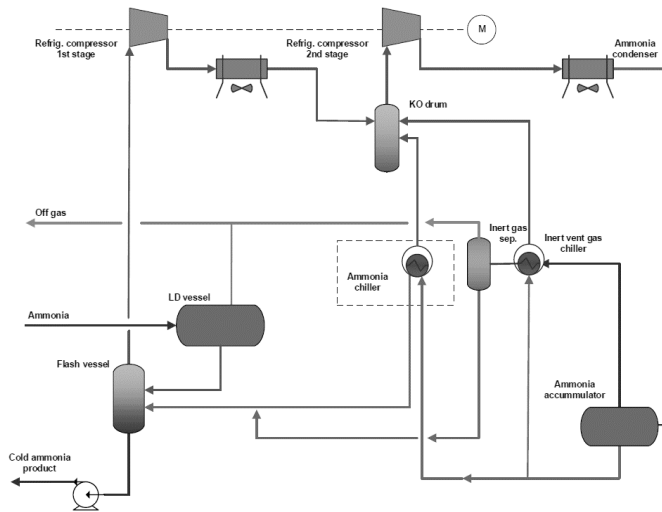 Refrig. compressor
1st stage
Refrig. compressor
2nd stage
M
Ammonia
condenser
KO drum
Off gas
Inert gas
sep.
Inert vent gas
chiller
Ammonia
chiller
LD vessel
Ammonia
Flash vessel
Ammonia
accummulator
Cold ammonia
product